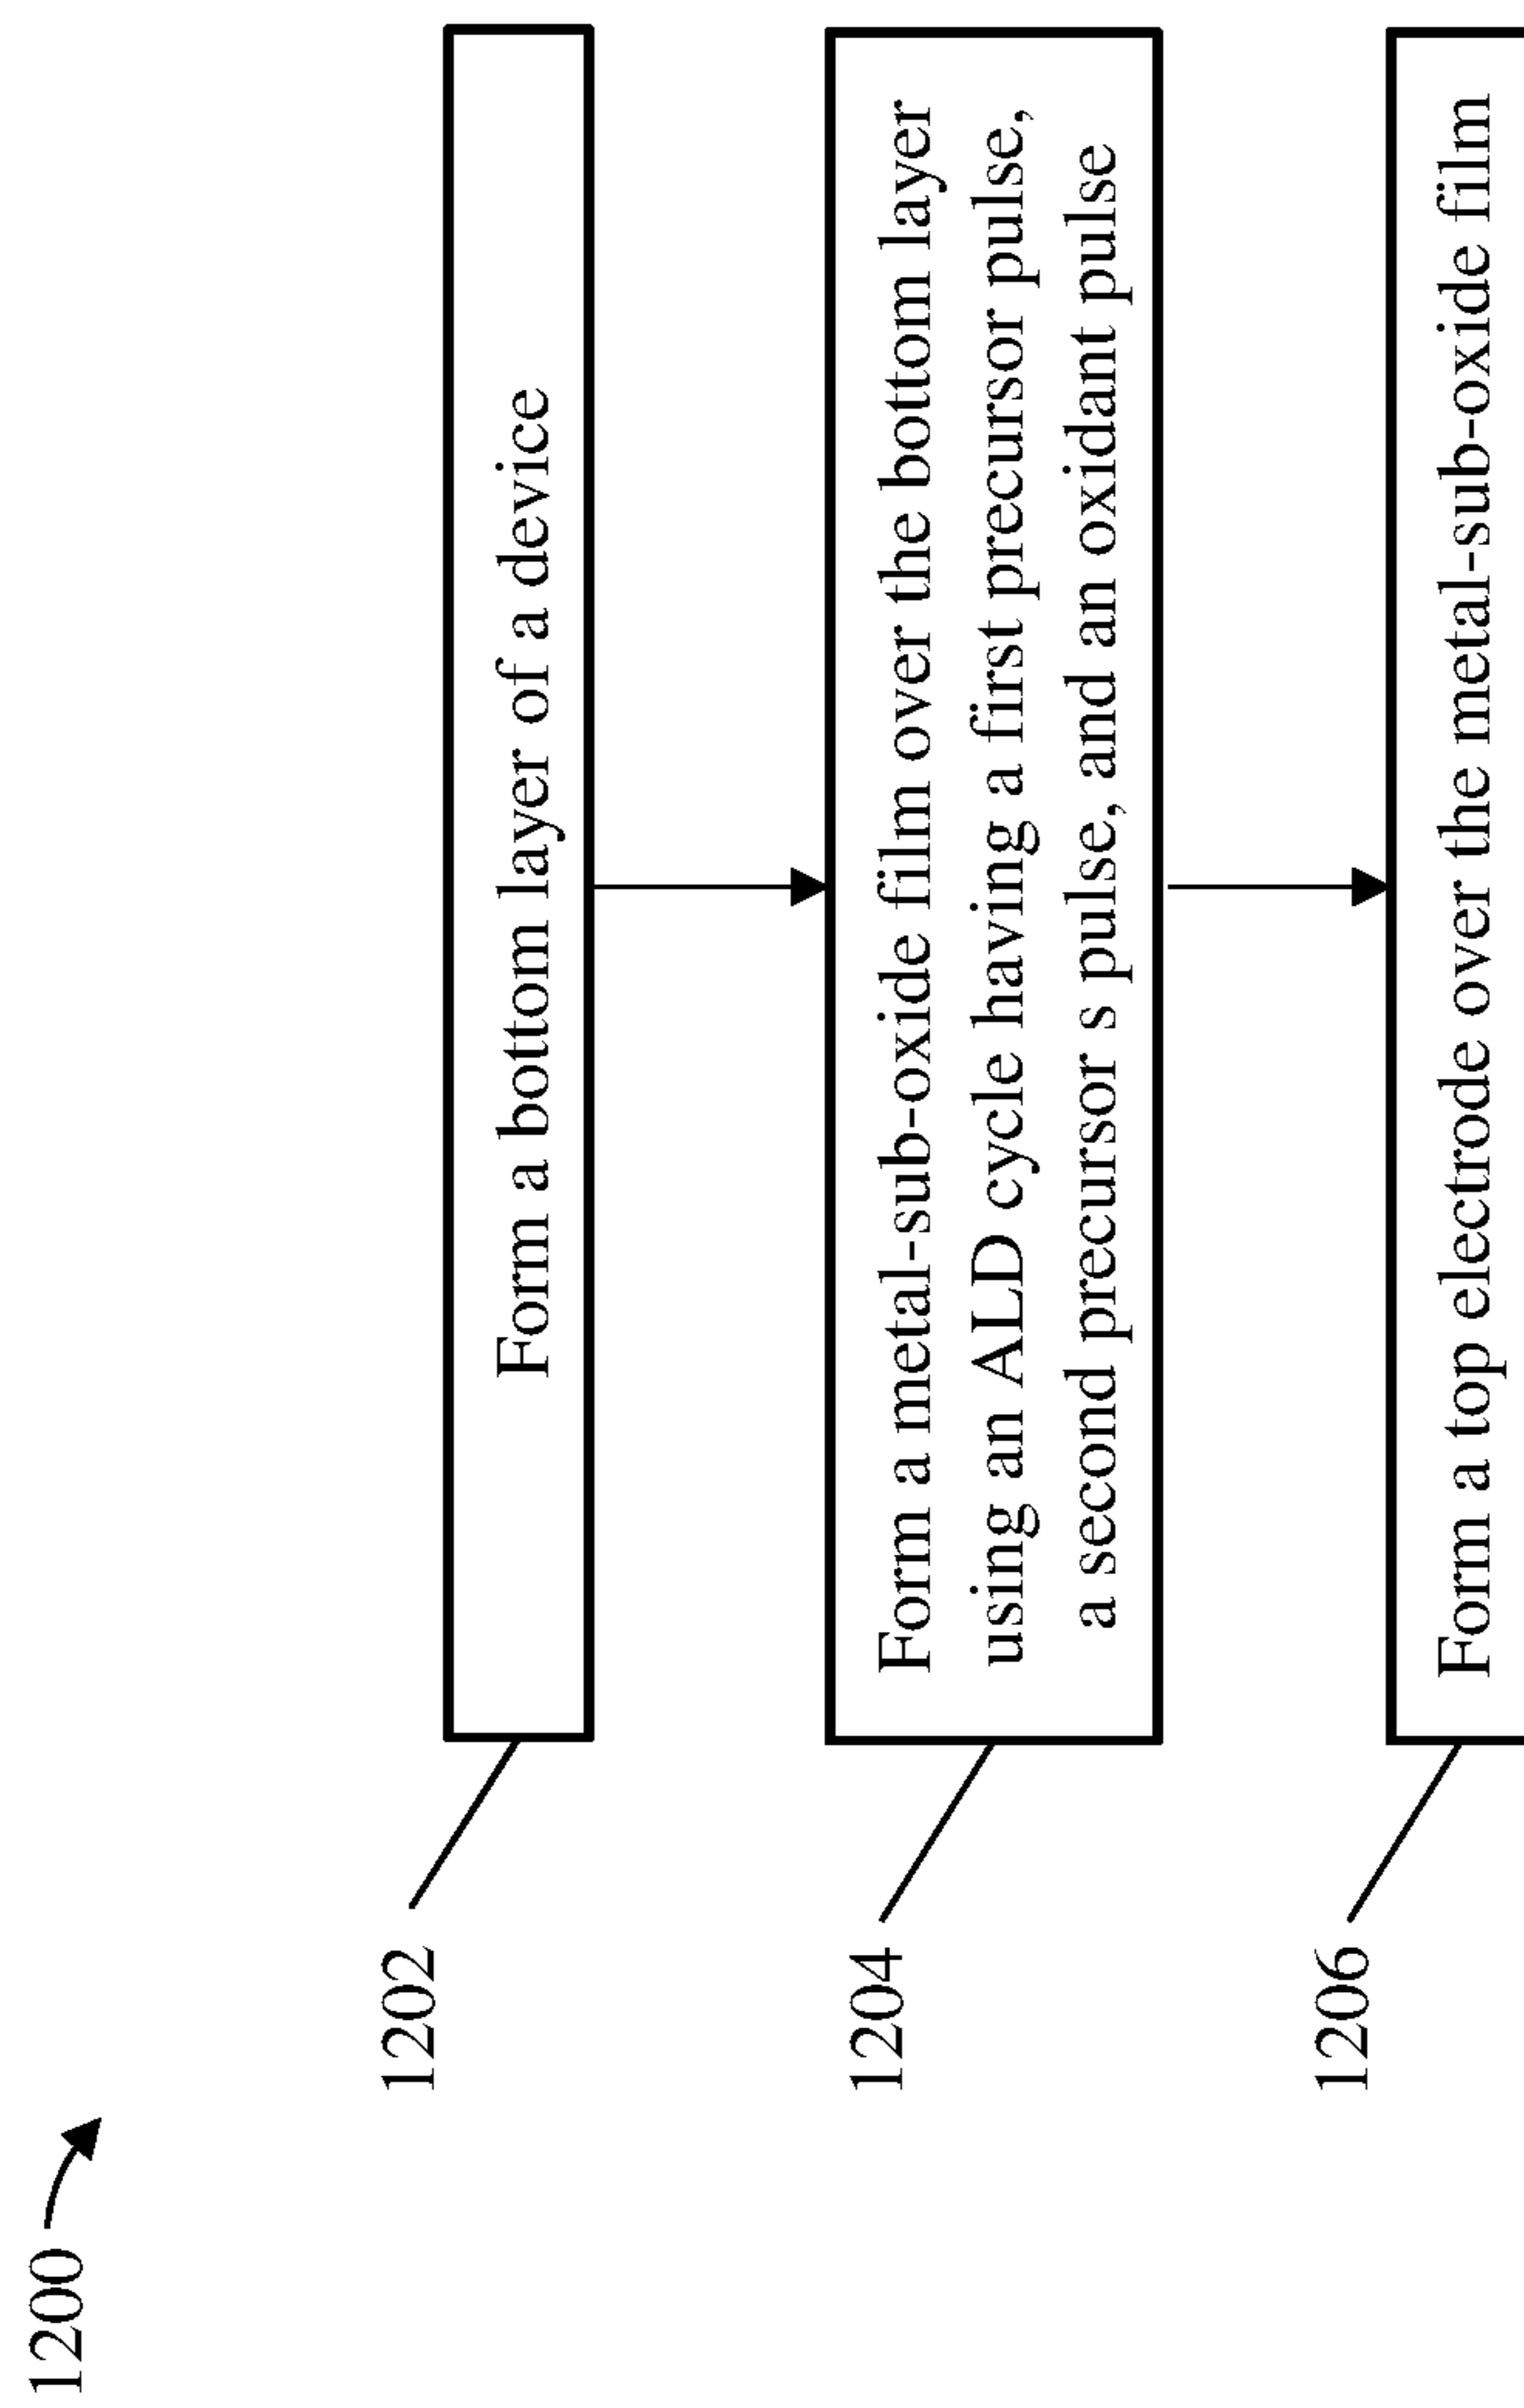 1200
1202
Form a bottom layer of a device
1204
Form a metal-sub-oxide film over the bottom layer
using an ALD cycle having a first precursor pulse,
a second precursor s pulse, and an oxidant pulse
1206
Form a top electrode over the metal-sub-oxide film